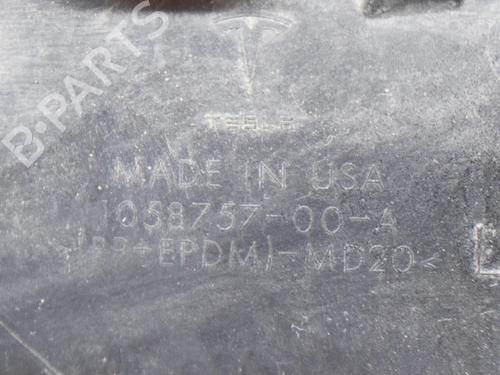 B-PARTS
TESLA
MADE IN USA
1058757-00-A
>(PP+EPDM)-MD20<